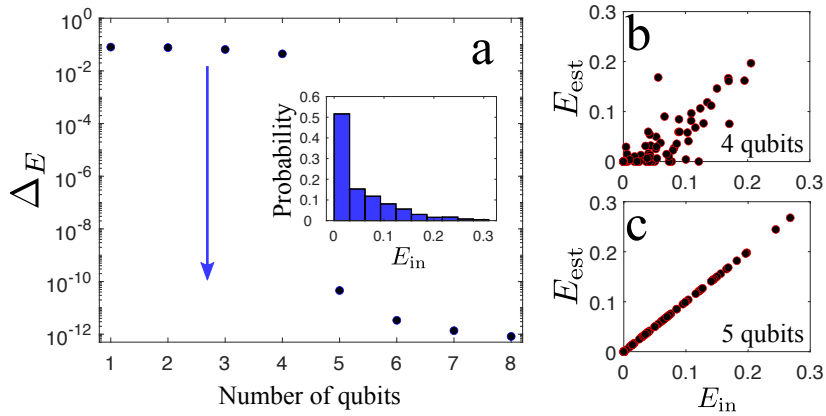 a
10^0
10^-2
10^-4
10^-6
10^-8
10^-10
10^-12
Δ_E
1 2 3 4 5 6 7 8
Number of qubits
0.6
0.5
0.4
0.3
0.2
0.1
0
Probability
0 0.1 0.2 0.3
E_in
b
0.3
0.2
0.1
0
E_est
4 qubits
0 0.1 0.2 0.3
c
0.3
0.2
0.1
0
E_est
5 qubits
0 0.1 0.2 0.3
E_in